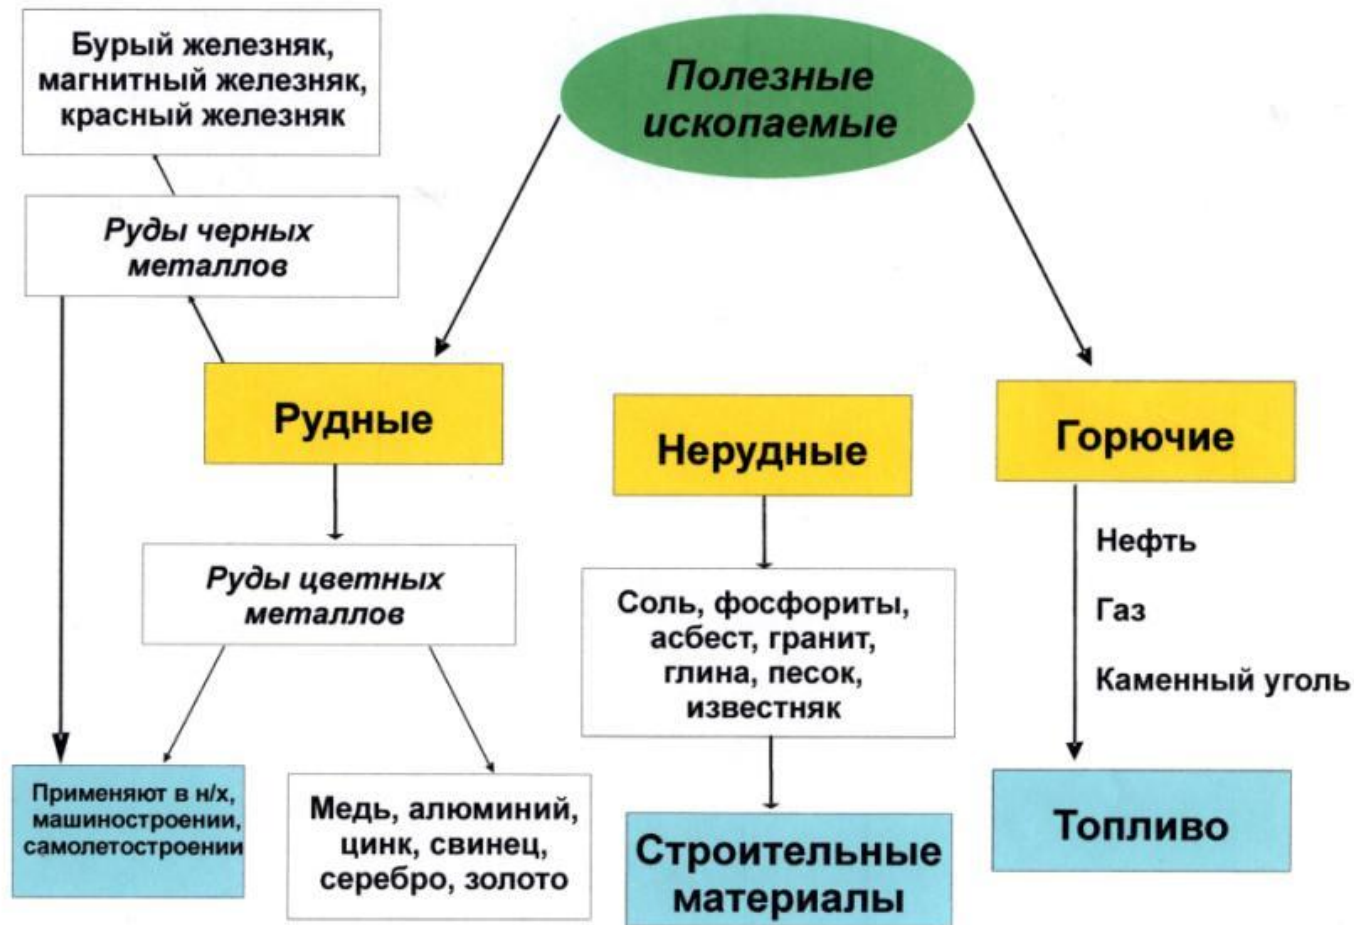 Бурый железняк,
магнитный железняк,
красный железняк
Полезные
ископаемые
Руды черных
металлов
Рудные
Нерудные
Горючие
Руды цветных
металлов
Соль, фосфориты,
асбест, гранит,
глина, песок,
известняк
Нефть
Газ
Каменный уголь
Применяют в н/х,
машиностроении,
самолетостроении
Медь, алюминий,
цинк, свинец,
серебро, золото
Строительные
материалы
Топливо